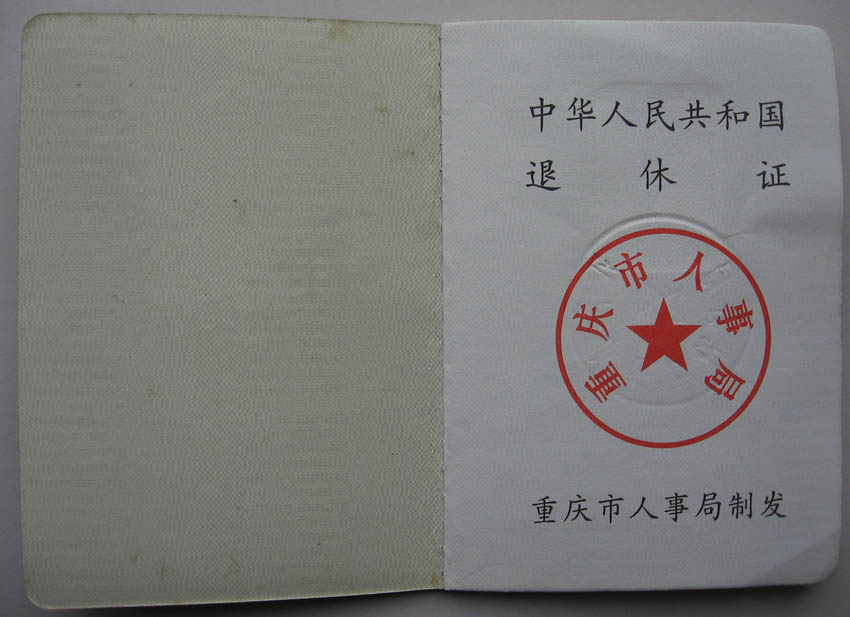 中华人民共和国
退休证
重庆市人事局
重庆市人事局制发